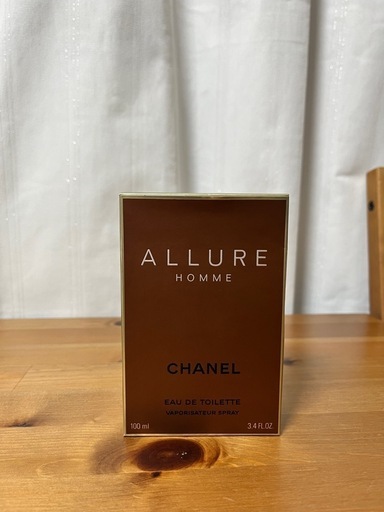 ALLURE
HOMME
CHANEL
EAU DE TOILETTE
VAPORISATEUR SPRAY
100 ml 3.4 FL.OZ